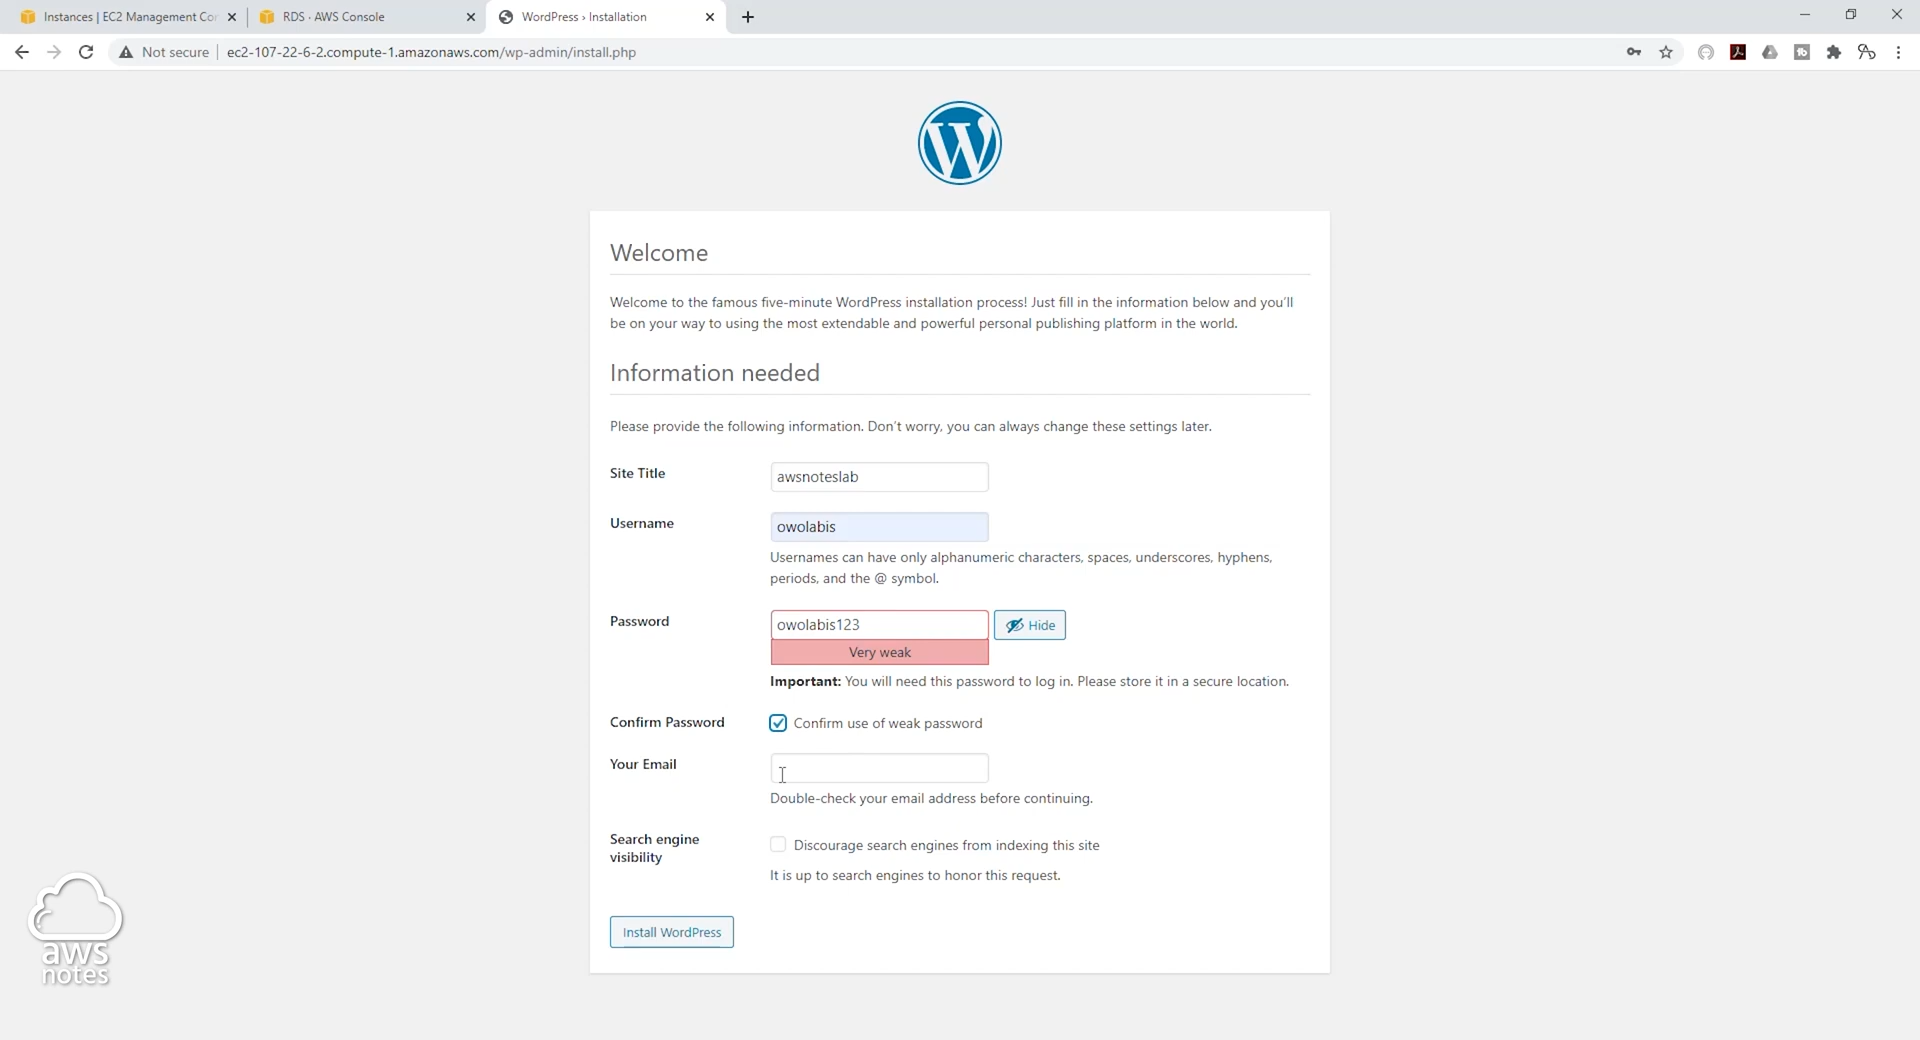 Instances | EC2 Management Cor
RDS · AWS Console
WordPress › Installation
Not secure
ec2-107-22-6-2.compute-1.amazonaws.com/wp-admin/install.php
Welcome
Welcome to the famous five-minute WordPress installation process! Just fill in the information below and you'll
be on your way to using the most extendable and powerful personal publishing platform in the world.
Information needed
Please provide the following information. Don't worry, you can always change these settings later.
Site Title
awsnoteslab
Username
owolabis
Usernames can have only alphanumeric characters, spaces, underscores, hyphens,
periods, and the @ symbol.
Password
owolabis123
Hide
Very weak
Important: You will need this password to log in. Please store it in a secure location.
Confirm Password
Confirm use of weak password
Your Email
Double-check your email address before continuing.
Search engine
visibility
Discourage search engines from indexing this site
It is up to search engines to honor this request.
Install WordPress
aws
notes